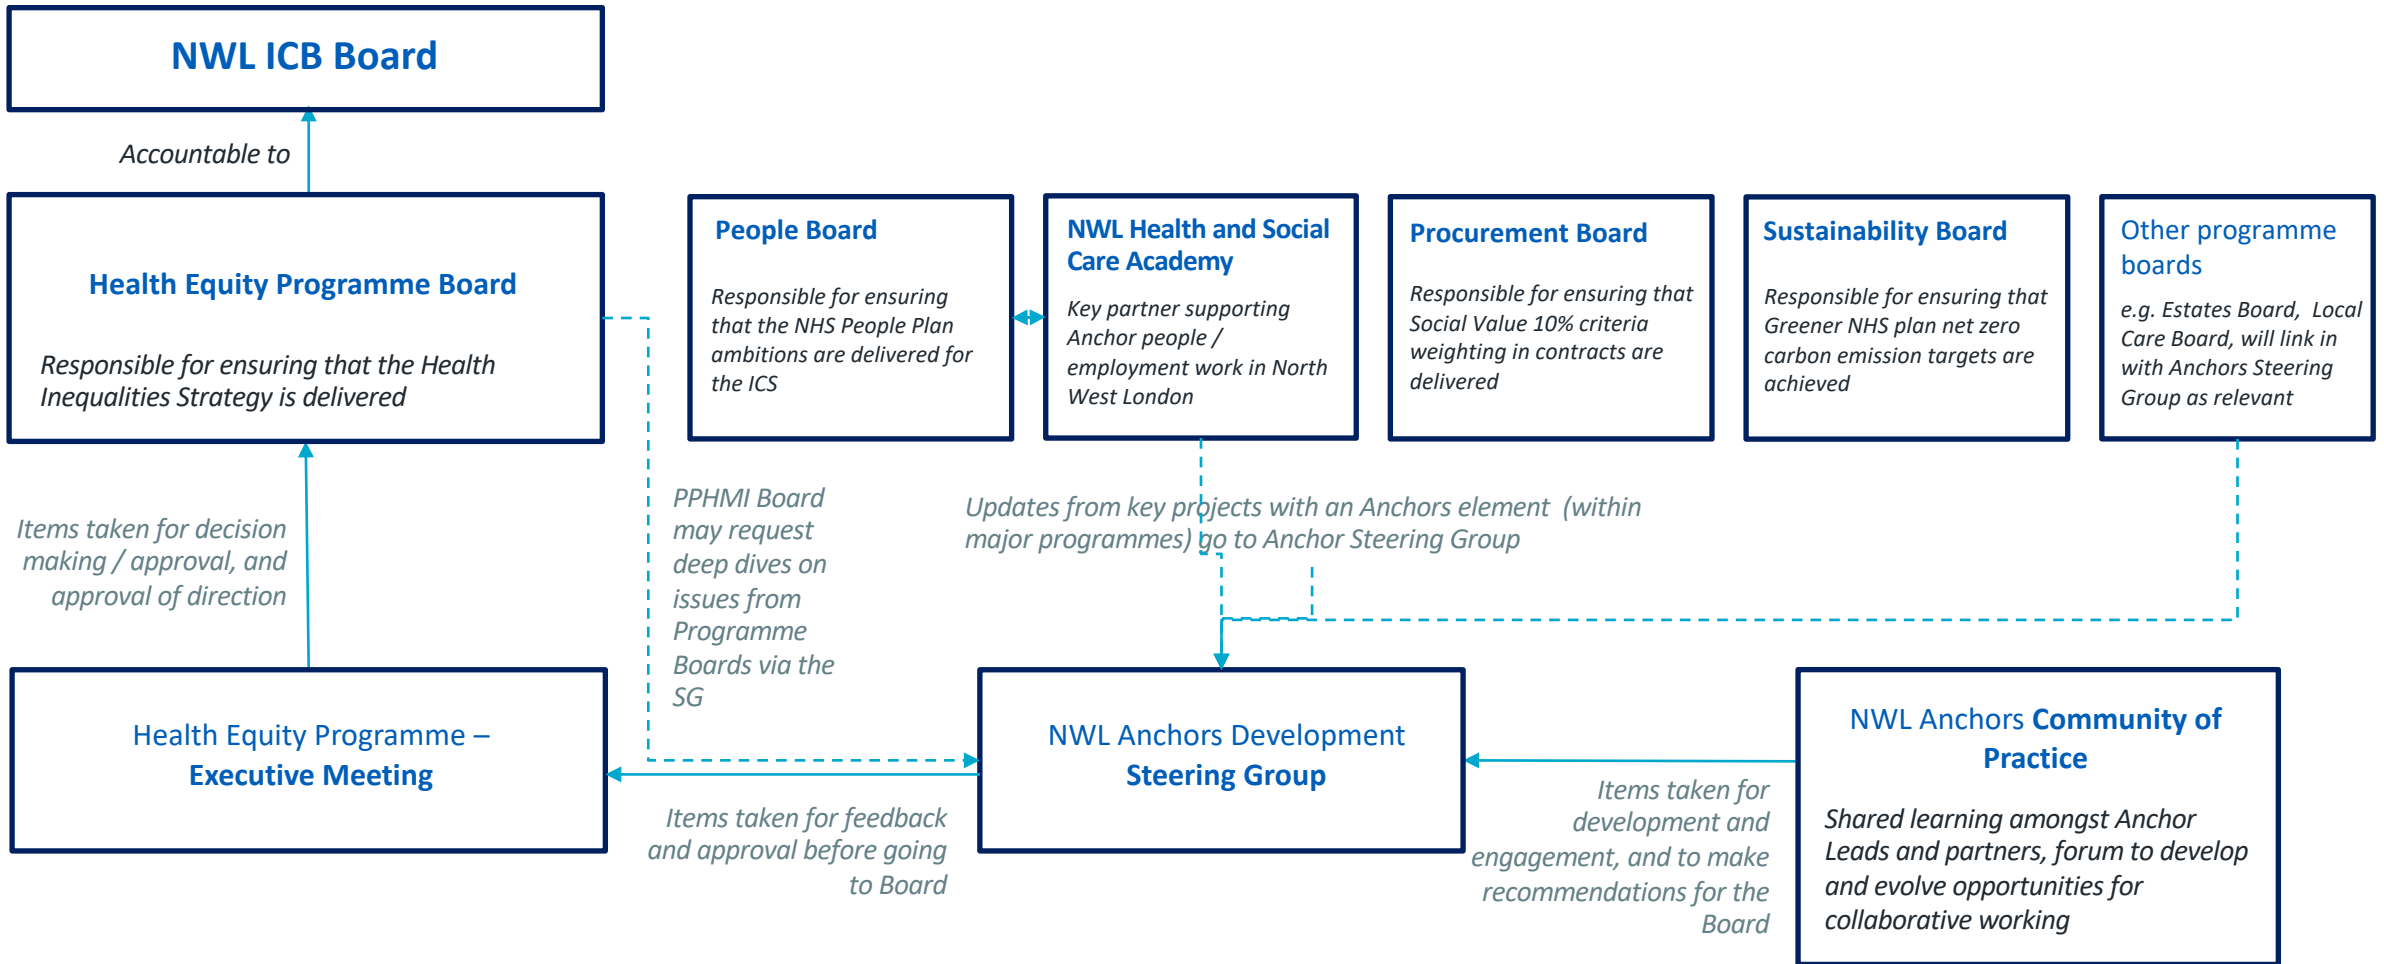 NWL ICB Board
Accountable to
Health Equity Programme Board
Responsible for ensuring that the Health
Inequalities Strategy is delivered
People Board
Responsible for ensuring
that the NHS People Plan
ambitions are delivered for
the ICS
NWL Health and Social
Care Academy
Key partner supporting
Anchor people /
employment work in North
West London
Procurement Board
Responsible for ensuring that
Social Value 10% criteria
weighting in contracts are
delivered
Sustainability Board
Responsible for ensuring that
Greener NHS plan net zero
carbon emission targets are
achieved
Other programme
boards
e.g. Estates Board, Local
Care Board, will link in
with Anchors Steering
Group as relevant
Items taken for decision
making / approval, and
approval of direction
PPHMI Board
may request
deep dives on
issues from
Programme
Boards via the
SG
Updates from key projects with an Anchors element (within
major programmes) go to Anchor Steering Group
Health Equity Programme –
Executive Meeting
Items taken for feedback
and approval before going
to Board
NWL Anchors Development
Steering Group
Items taken for
development and
engagement, and to make
recommendations for the
Board
NWL Anchors Community of
Practice
Shared learning amongst Anchor
Leads and partners, forum to develop
and evolve opportunities for
collaborative working